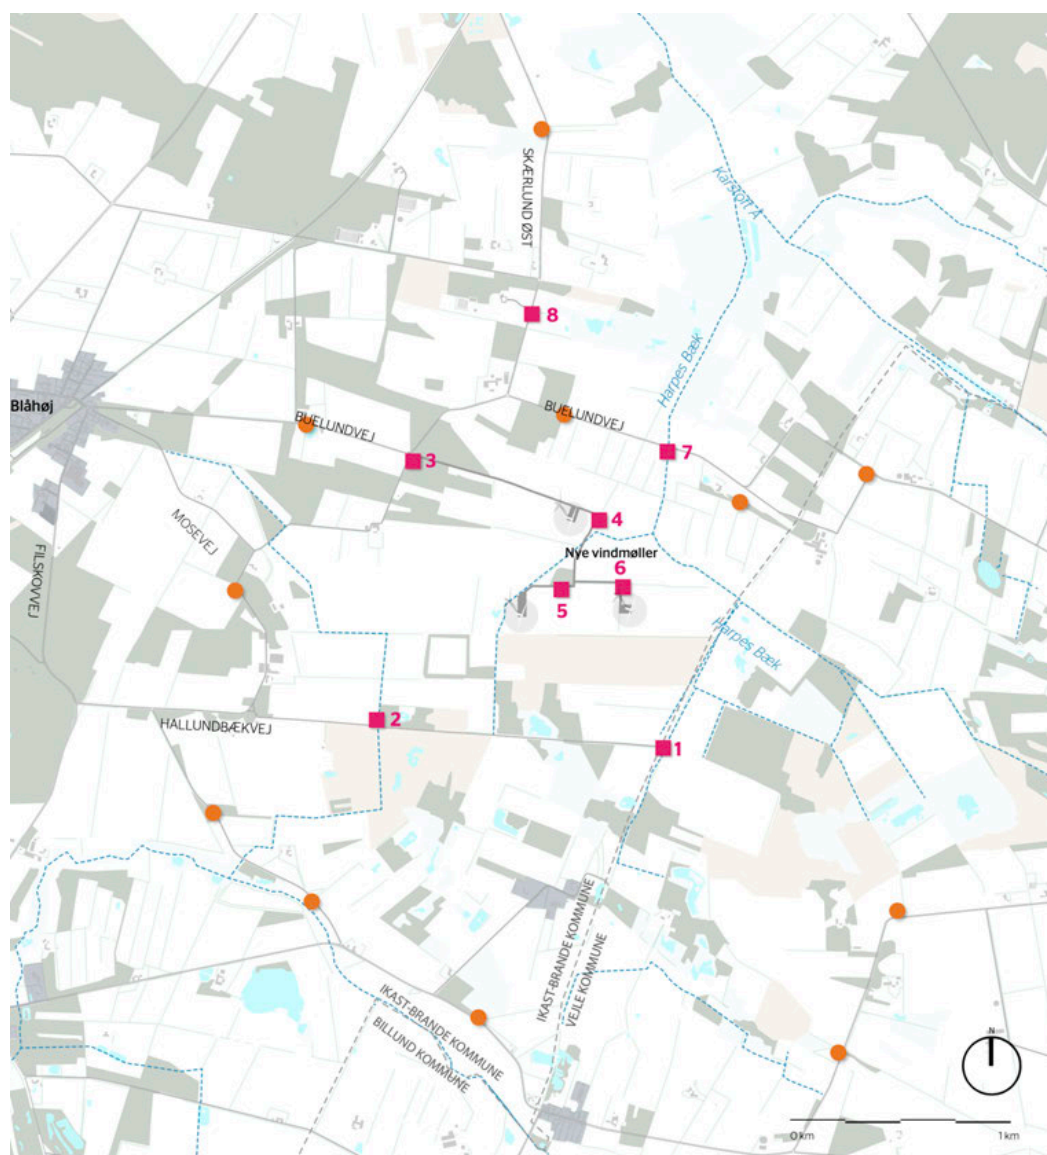 SKÆRLUND ØST
Karstoft Å
8
Harpes Bæk
Blåhøj
BUELUNDVEJ
BUELUNDVEJ
7
3
4
MOSEVEJ
FILSKOVVEJ
Nye vindmøller
6
5
Harpes Bæk
2
HALLUNDBÆKVEJ
1
IKAST-BRANDE KOMMUNE
VEJLE KOMMUNE
IKAST-BRANDE KOMMUNE
BILLUND KOMMUNE
N
0 km
1 km